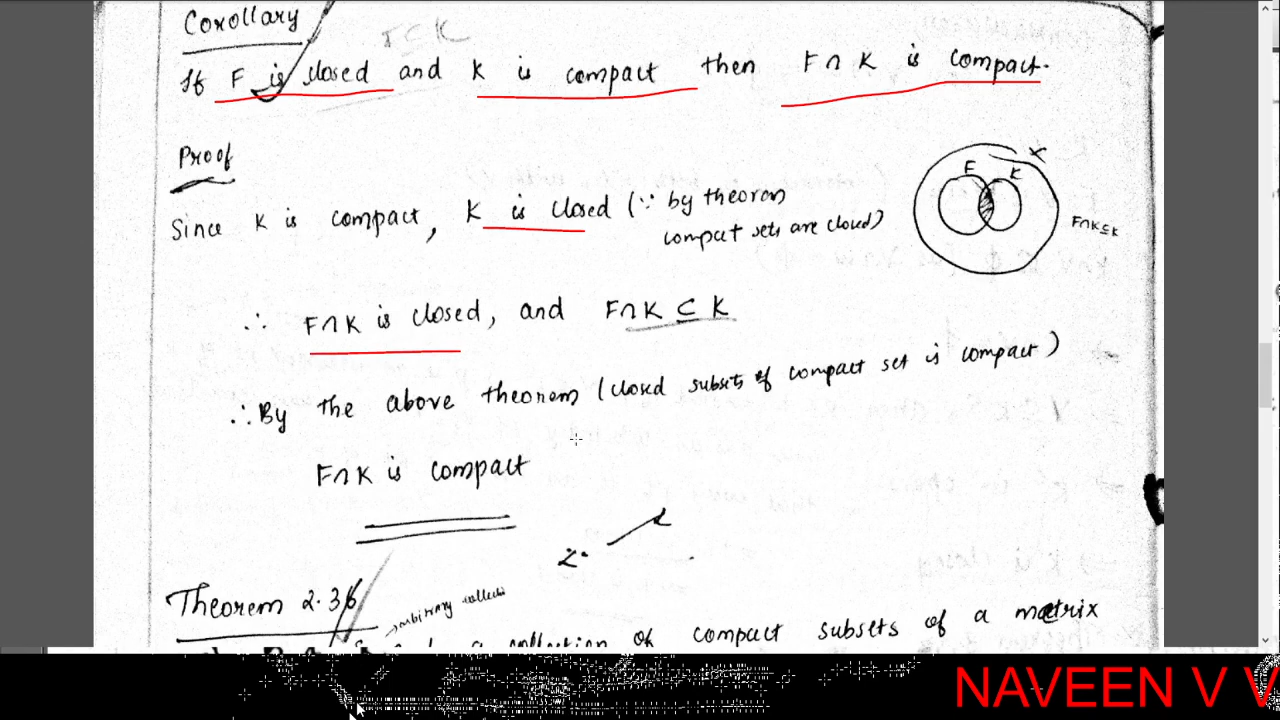 Corollary
If F is closed and K is compact then F∩K is compact.
Proof
Since K is compact, K is closed (∵ by theorem
compact sets are closed)
X
F
K
F∩K⊆K
∴ F∩K is closed, and F∩K ⊆ K
∴ By the above theorem (closed subsets of compact set is compact)
F∩K is compact
Theorem 2.36
→ arbitrary
a collection of compact subsets of a metrix
NAVEEN V V